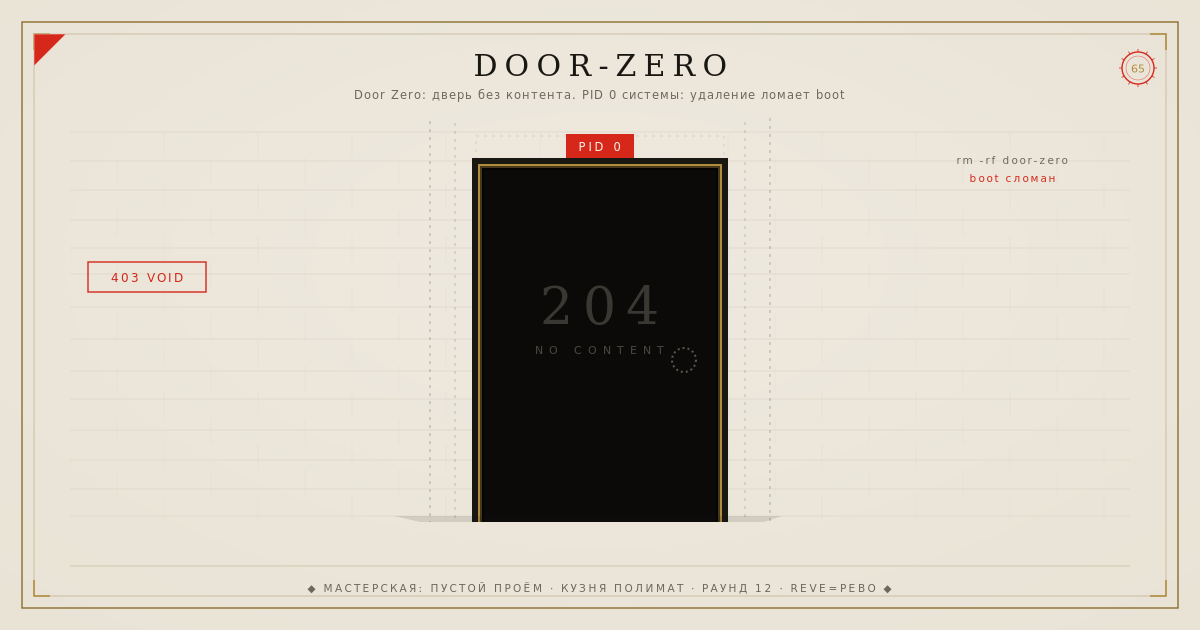 DOOR-ZERO
65
Door Zero: дверь без контента. PID 0 системы: удаление ломает boot
PID 0
rm -rf door-zero
boot сломан
403 VOID
204
NO CONTENT
◆ МАСТЕРСКАЯ: ПУСТОЙ ПРОЁМ · КУЗНЯ ПОЛИМАТ · РАУНД 12 · REVE=РЕВО ◆